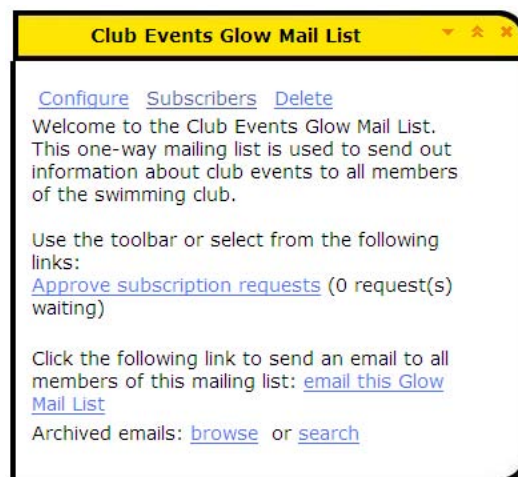 Club Events Glow Mail List
Configure Subscribers Delete
Welcome to the Club Events Glow Mail List.
This one-way mailing list is used to send out
information about club events to all members
of the swimming club.
Use the toolbar or select from the following
links:
Approve subscription requests (0 request(s)
waiting)
Click the following link to send an email to all
members of this mailing list: email this Glow
Mail List
Archived emails: browse or search